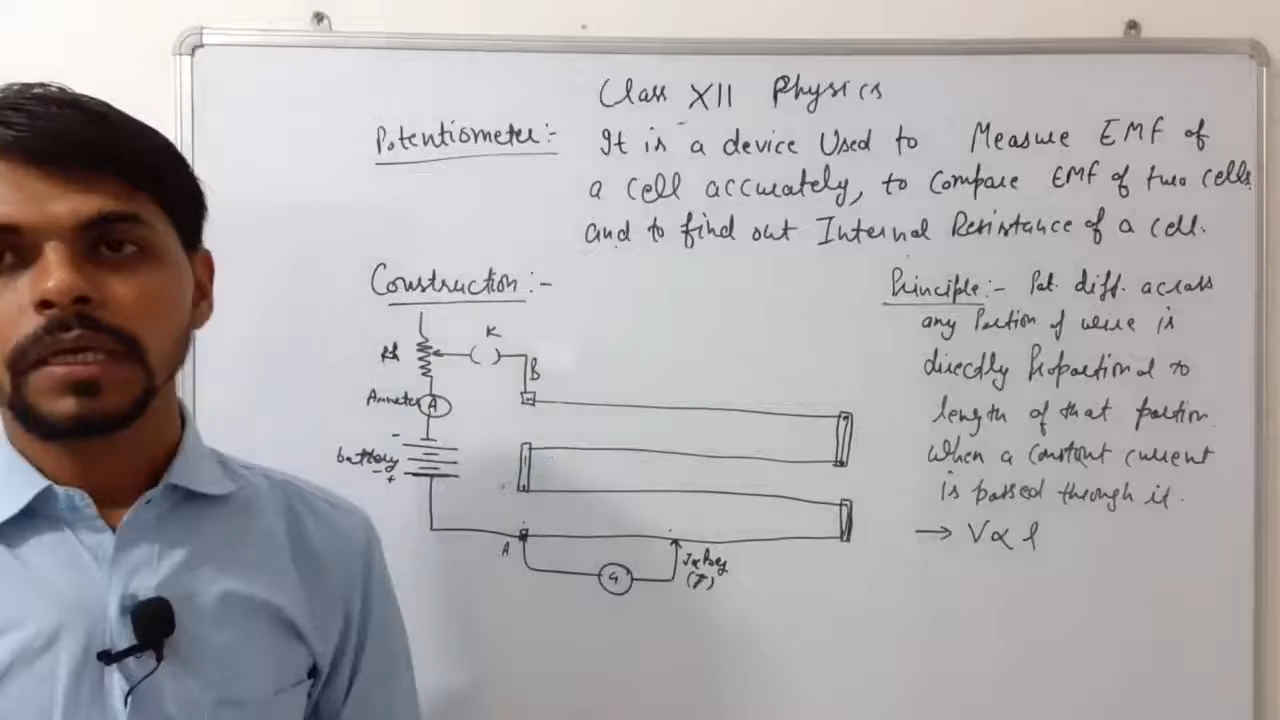 Class XII Physics
Potentiometer:- It is a device Used to Measure EMF of
a cell accurately, to Compare EMF of two cells
and to find out Internal Resistance of a cell.
Construction:-
Principle:- Pot. diff. across
any Portion of wire is
directly Proportional to
length of that portion
when a constant current
is passed through it.
→ V∝ l
K
Rh
B
Ammeter A
-
battery
- +
A
G
(J)